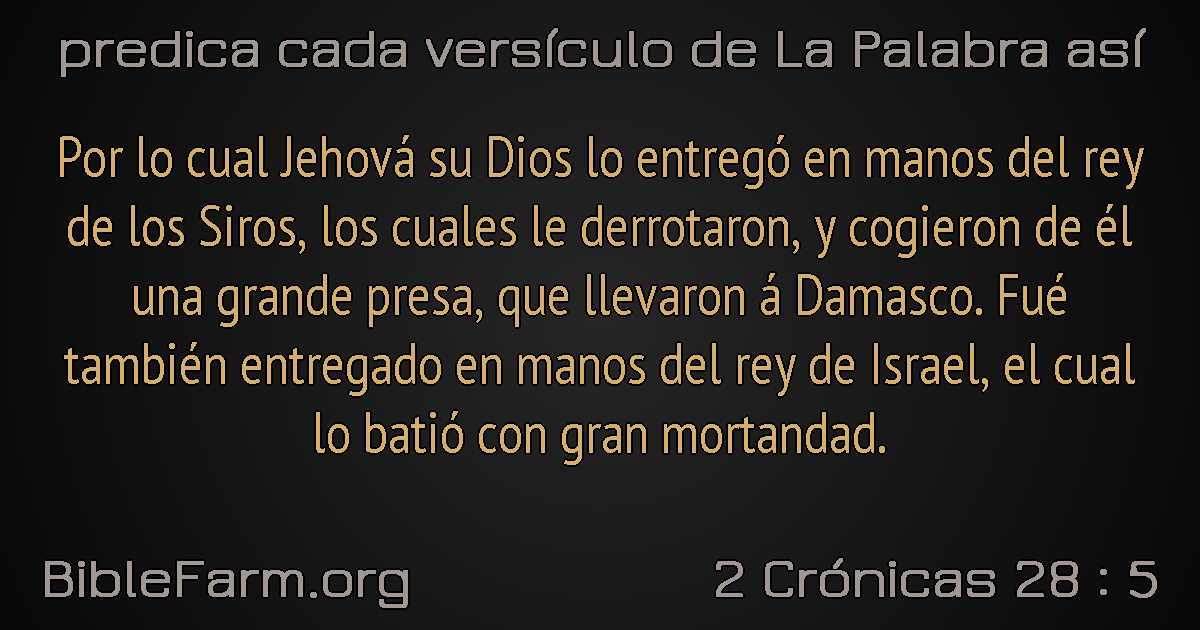 predica cada versículo de La Palabra así
Por lo cual Jehová su Dios lo entregó en manos del rey
de los Siros, los cuales le derrotaron, y cogieron de él
una grande presa, que llevaron á Damasco. Fué
también entregado en manos del rey de Israel, el cual
lo batió con gran mortandad.
BibleFarm.org
2 Crónicas 28 : 5